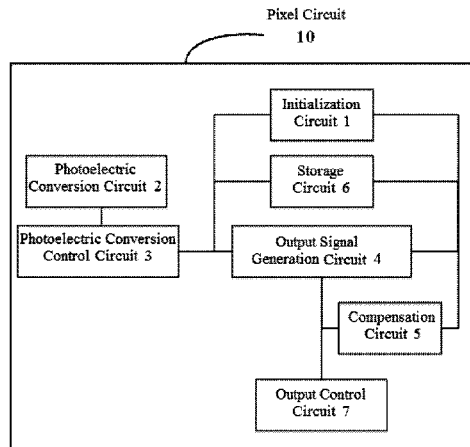 Pixel Circuit
10
Initialization
Circuit 1
Photoelectric
Conversion Circuit 2
Storage
Circuit 6
Photoelectric Conversion
Control Circuit 3
Output Signal
Generation Circuit 4
Compensation
Circuit 5
Output Control
Circuit 7